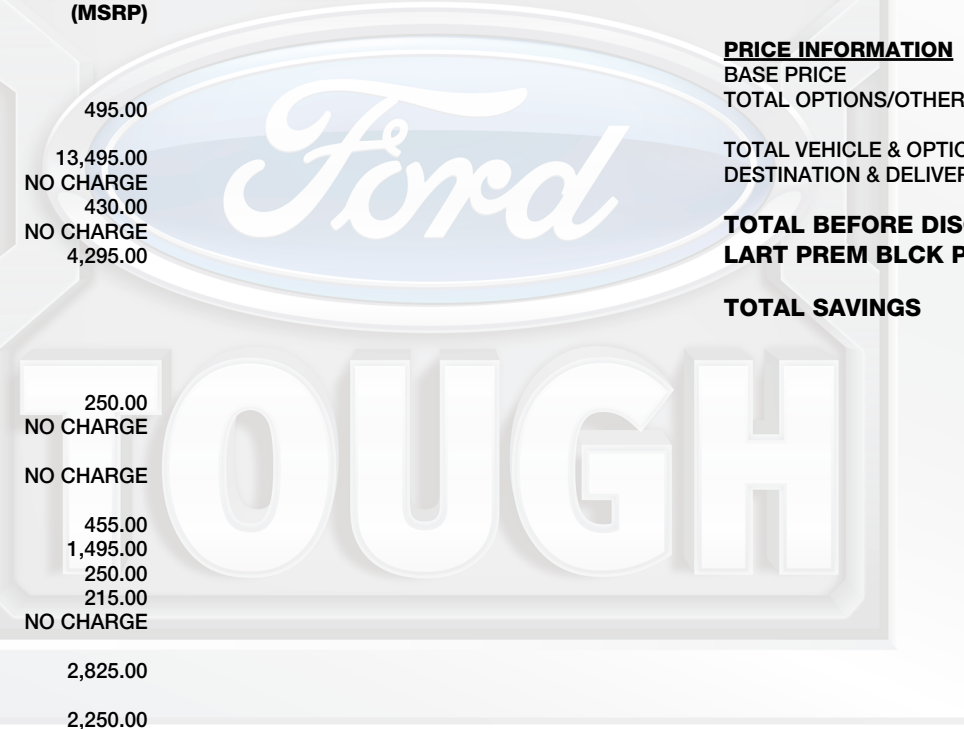 (MSRP)
495.00
13,495.00
NO CHARGE
430.00
NO CHARGE
4,295.00
250.00
NO CHARGE
NO CHARGE
455.00
1,495.00
250.00
215.00
NO CHARGE
2,825.00
2,250.00
PRICE INFORMATION
BASE PRICE
TOTAL OPTIONS/OTHER
TOTAL VEHICLE & OPTIO
DESTINATION & DELIVER
TOTAL BEFORE DIS
LART PREM BLCK P
TOTAL SAVINGS
Ford
TOUGH